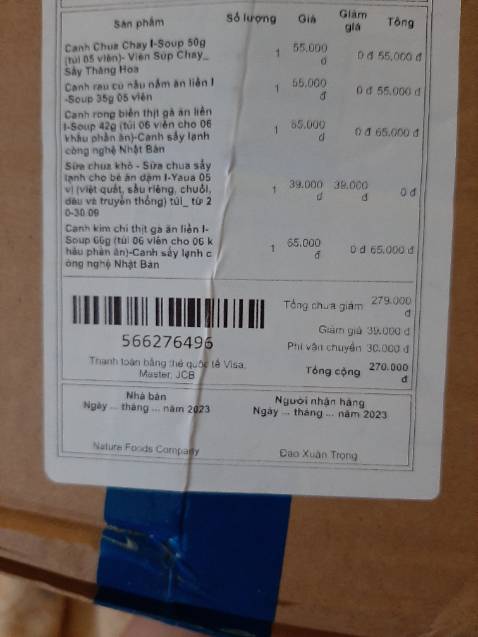 Sản phẩm Số lượng Giá Giảm giá Tổng
Canh Chua Chay I-Soup 50g
(túi 05 viên)- Viên Súp Chay_
Sấy Thăng Hoa
1 55.000 đ 0 đ 55.000 đ
Canh rau củ nấu nấm ăn liền I
-Soup 35g 05 viên
1 55.000 đ 0 đ 55.000 đ
Canh rong biển thịt gà ăn liền
I-Soup 42g (túi 06 viên cho 06
khẩu phần ăn)-Canh sấy lạnh
công nghệ Nhật Bản
1 65.000 đ 0 đ 65.000 đ
Sữa chua khô - Sữa chua sấy
lạnh cho bé ăn dặm I-Yaua 05
vị (việt quất, sầu riêng, chuối,
dâu và truyền thống) túi_ từ 2
0-30.09
1 39.000 đ 39.000 đ 0 đ
Canh kim chi thịt gà ăn liền I-
Soup 66g (túi 06 viên cho 06 k
hẩu phần ăn)-Canh sấy lạnh c
ông nghệ Nhật Bản
1 65.000 đ 0 đ 65.000 đ
566276496
Thanh toán bằng thẻ quốc tế Visa,
Master, JCB
Tổng chưa giảm 279.000 đ
Giảm giá 39.000 đ
Phí vận chuyển 30.000 đ
Tổng cộng 270.000 đ
Nhà bán
Ngày ... tháng ... năm 2023
Nature Foods Company
Người nhận hàng
Ngày ... tháng ... năm 2023
Đào Xuân Trọng